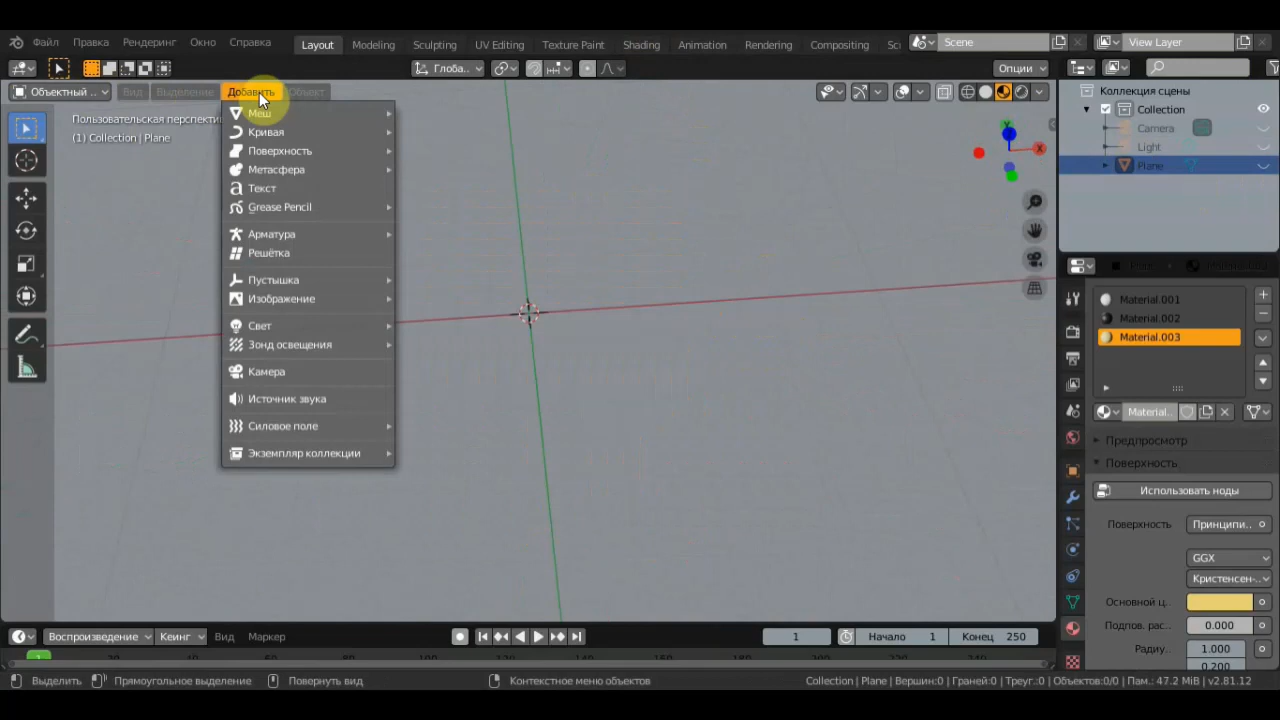 Файл Правка Рендеринг Окно Справка Layout Modeling Sculpting UV Editing Texture Paint Shading Animation Rendering Compositing Sc Scene View Layer
Глоба.. Опции
Объектный .. Вид Выделение Добавить Объект
Пользовательская перспекти
(1) Collection | Plane
Меш
Кривая
Поверхность
Метасфера
Текст
Grease Pencil
Арматура
Решётка
Пустышка
Изображение
Свет
Зонд освещения
Камера
Источник звука
Силовое поле
Экземпляр коллекции
Y
X
Коллекция сцены
Collection
Camera
Light
Plane
Material.001
Material.002
Material.003
Material..
Предпросмотр
Поверхность
Использовать ноды
Поверхность Принципи..
GGX
Кристенсен-..
Основной ц..
Подпов. рас.. 0.000
Радиу.. 1.000
0.200
Воспроизведение Кеинг Вид Маркер 1 Начало 1 Конец 250
1
Выделить Прямоугольное выделение Повернуть вид Контекстное меню объектов Collection | Plane | Вершин:0 | Граней:0 | Треуг.:0 | Объектов:0/0 | Пам.: 47.2 MiB | v2.81.12